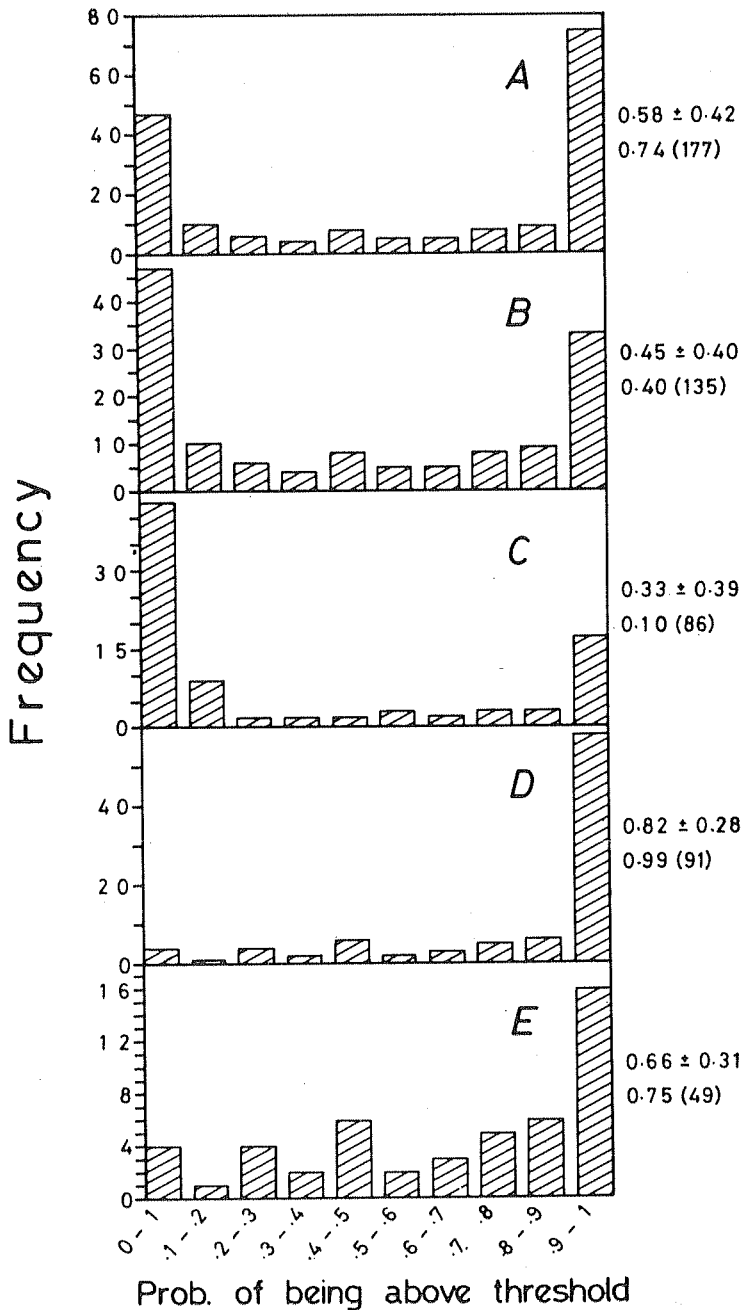 Frequency
80
60
40
20
0
A
0.58 ± 0.42
0.74 (177)
40
30
20
10
0
B
0.45 ± 0.40
0.40 (135)
30
15
0
C
0.33 ± 0.39
0.10 (86)
40
20
0
D
0.82 ± 0.28
0.99 (91)
16
12
8
4
0
E
0.66 ± 0.31
0.75 (49)
0 - .1
.1 - .2
.2 - .3
.3 - .4
.4 - .5
.5 - .6
.6 - .7
.7. .8
.8 - .9
.9 - 1
Prob. of being above threshold